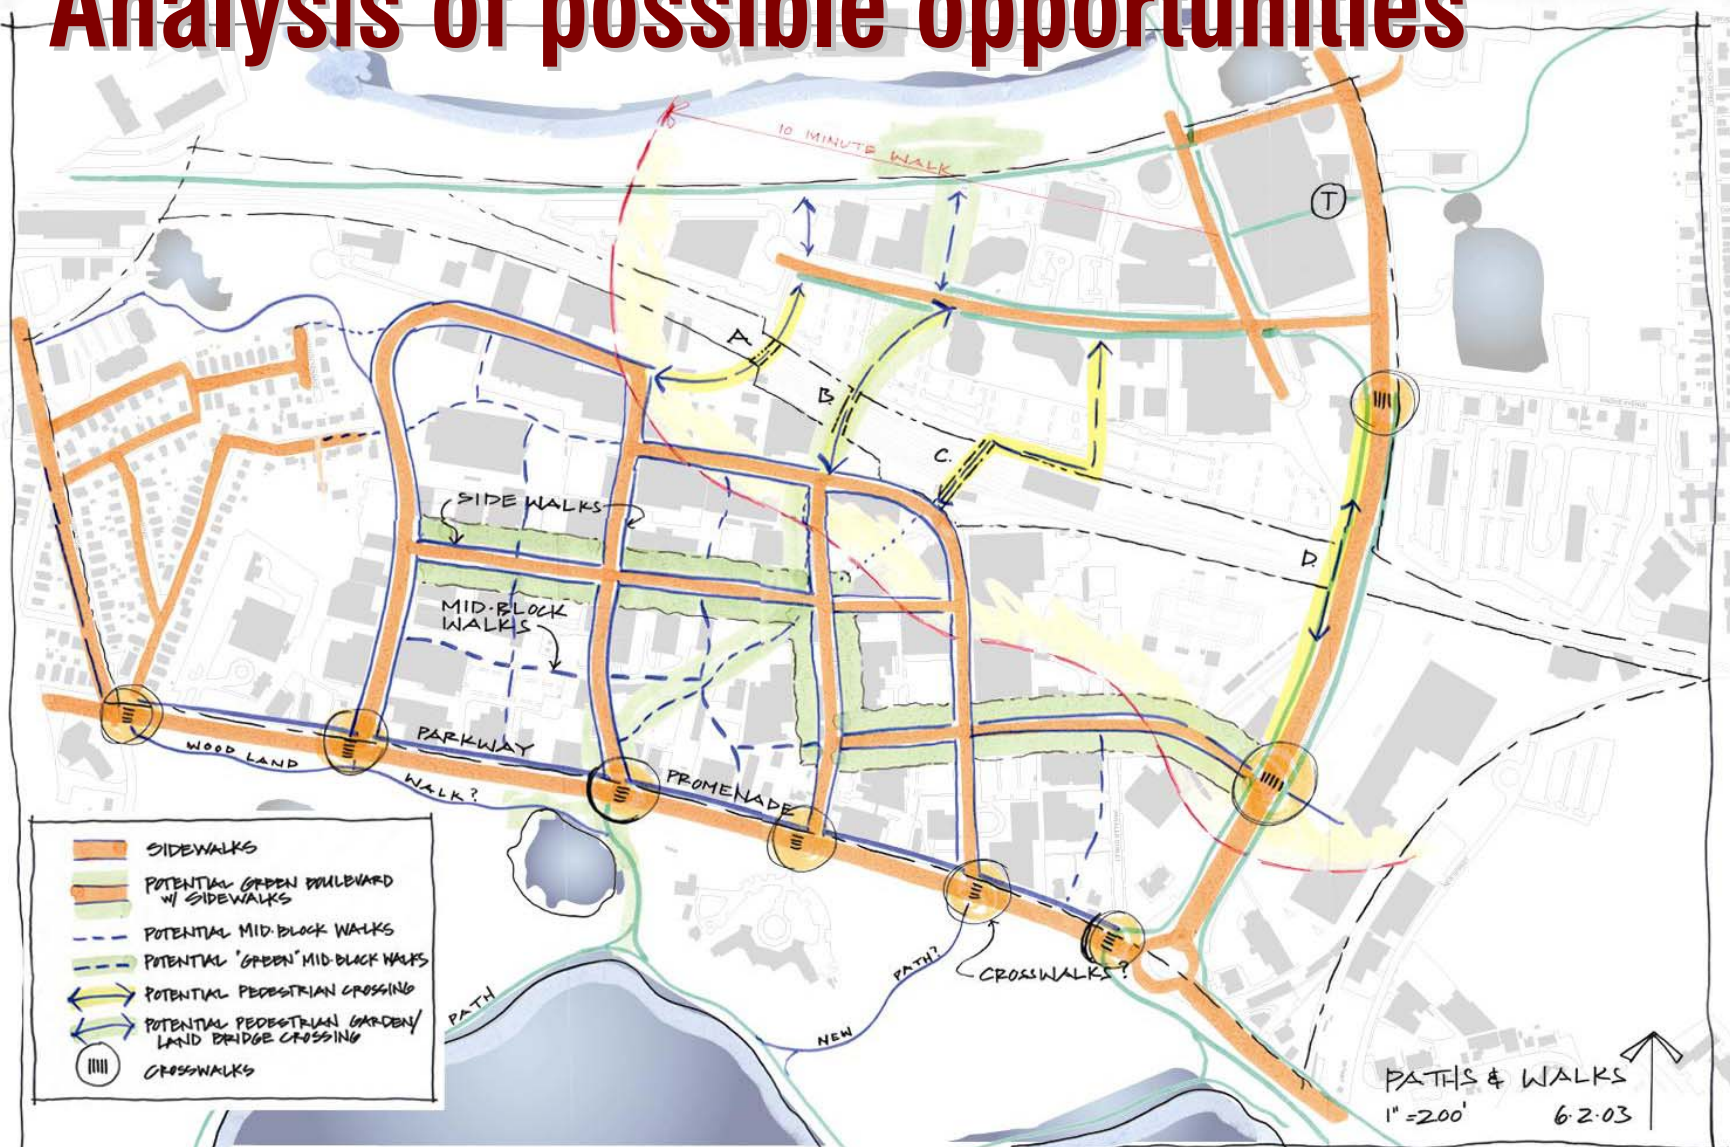 Analysis of possible opportunities
10 MINUTE WALK
T
A.
B.
C.
D.
SIDE WALKS
MID-BLOCK
WALKS
PARKWAY
PROMENADE
WOOD LAND
WALK?
PATH
NEW
PATH?
CROSSWALKS?
SIDEWALKS
POTENTIAL GREEN BOULEVARD
W/ SIDEWALKS
POTENTIAL MID-BLOCK WALKS
POTENTIAL "GREEN" MID-BLOCK WALKS
POTENTIAL PEDESTRIAN CROSSING
POTENTIAL PEDESTRIAN GARDEN/
LAND BRIDGE CROSSING
CROSSWALKS
PATHS & WALKS
1" = 200'
6.2.03